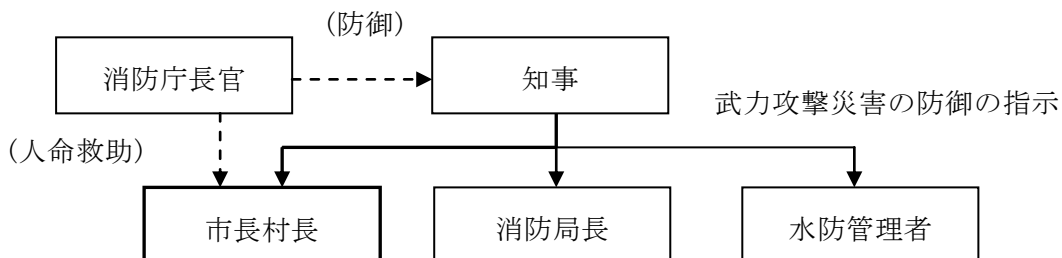 (防御)
消防庁長官
知事
武力攻撃災害の防御の指示
(人命救助)
市長村長
消防局長
水防管理者